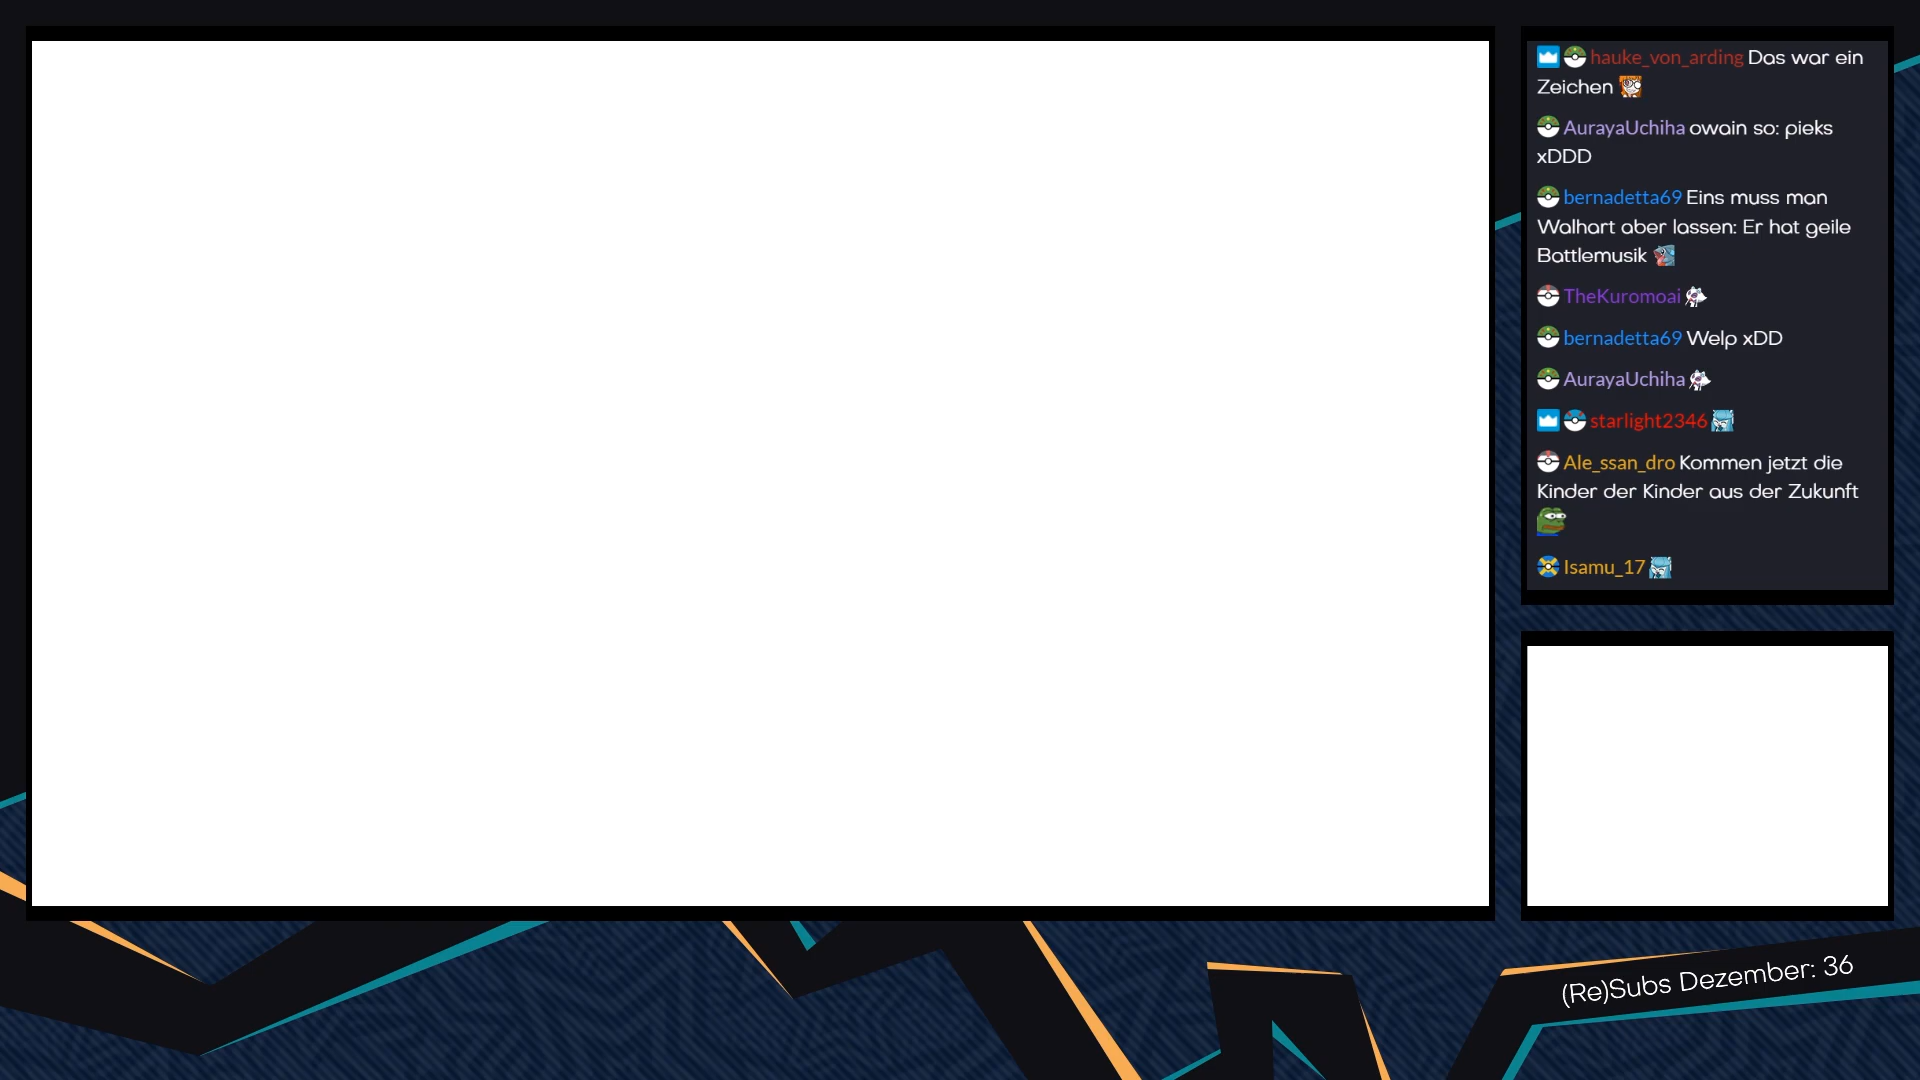 hauke_von_arding Das war ein
Zeichen
AurayaUchiha owain so: pieks
xDDD
bernadetta69 Eins muss man
Walhart aber lassen: Er hat geile
Battlemusik
TheKuromoai
bernadetta69 Welp xDD
AurayaUchiha
starlight2346
Ale_ssan_dro Kommen jetzt die
Kinder der Kinder aus der Zukunft
Isamu_17
(Re)Subs Dezember: 36